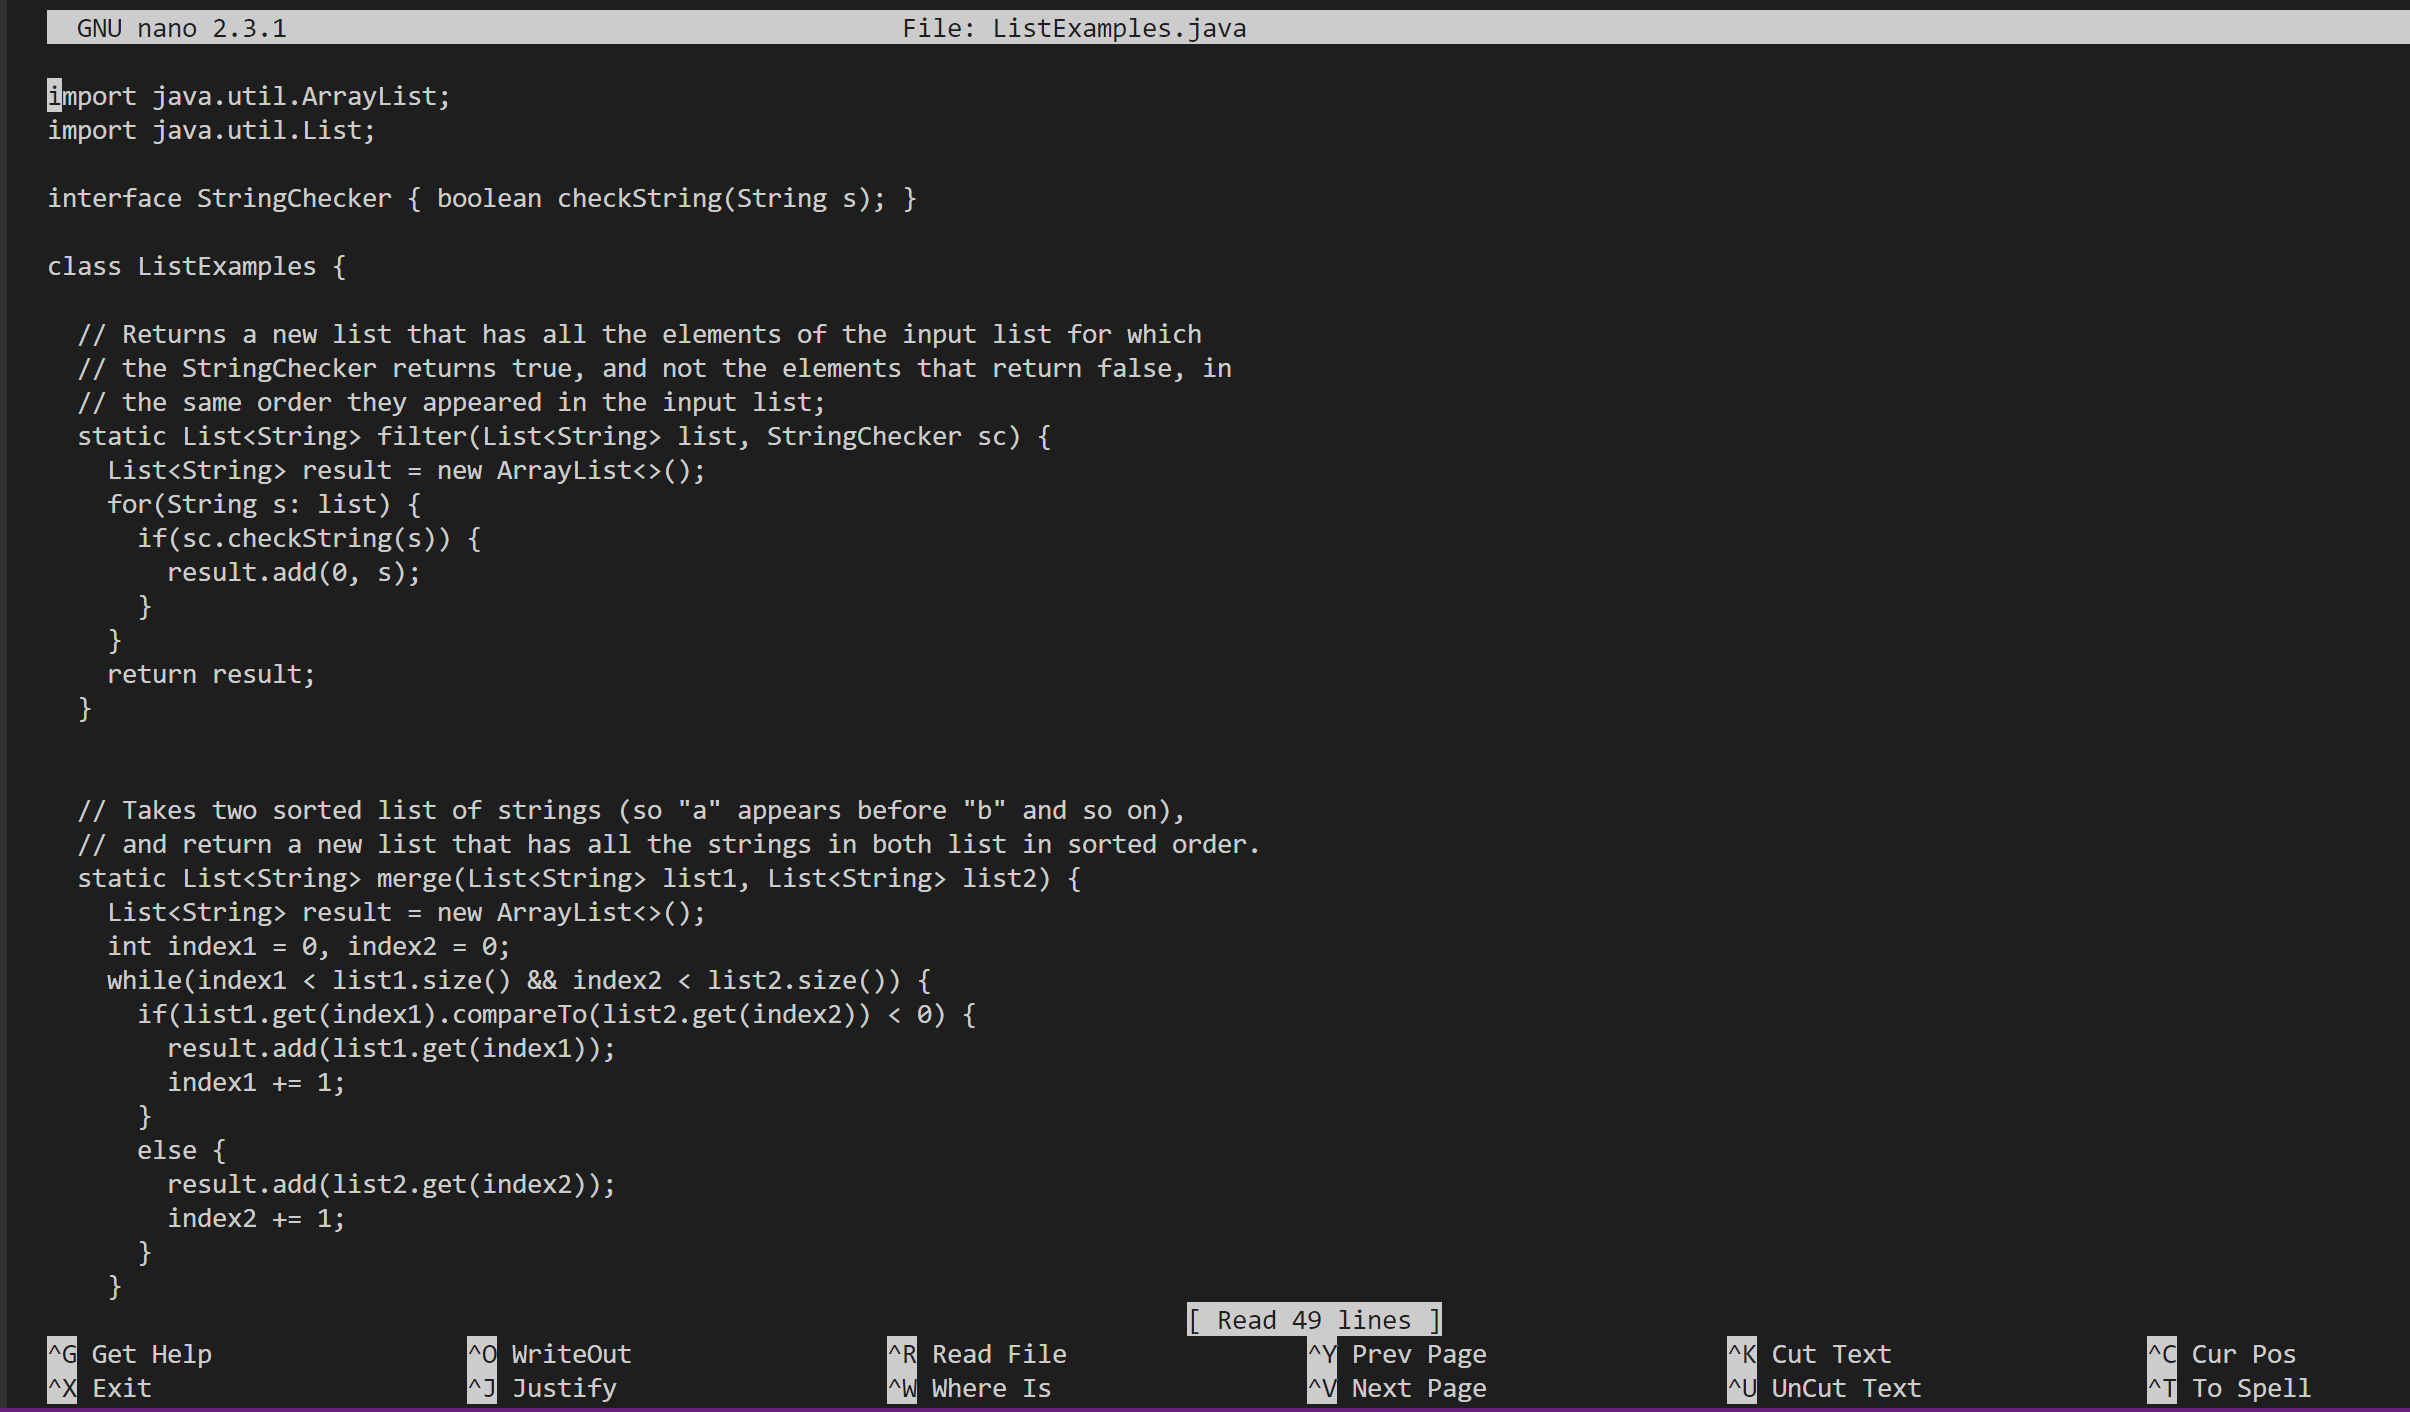 GNU nano 2.3.1 File: ListExamples.java
import java.util.ArrayList;
import java.util.List;
interface StringChecker { boolean checkString(String s); }
class ListExamples {
// Returns a new list that has all the elements of the input list for which
// the StringChecker returns true, and not the elements that return false, in
// the same order they appeared in the input list;
static List<String> filter(List<String> list, StringChecker sc) {
List<String> result = new ArrayList<>();
for(String s: list) {
if(sc.checkString(s)) {
result.add(0, s);
}
}
return result;
}
// Takes two sorted list of strings (so "a" appears before "b" and so on),
// and return a new list that has all the strings in both list in sorted order.
static List<String> merge(List<String> list1, List<String> list2) {
List<String> result = new ArrayList<>();
int index1 = 0, index2 = 0;
while(index1 < list1.size() && index2 < list2.size()) {
if(list1.get(index1).compareTo(list2.get(index2)) < 0) {
result.add(list1.get(index1));
index1 += 1;
}
else {
result.add(list2.get(index2));
index2 += 1;
}
}
[ Read 49 lines ]
^G Get Help ^O WriteOut ^R Read File ^Y Prev Page ^K Cut Text ^C Cur Pos
^X Exit ^J Justify ^W Where Is ^V Next Page ^U UnCut Text ^T To Spell